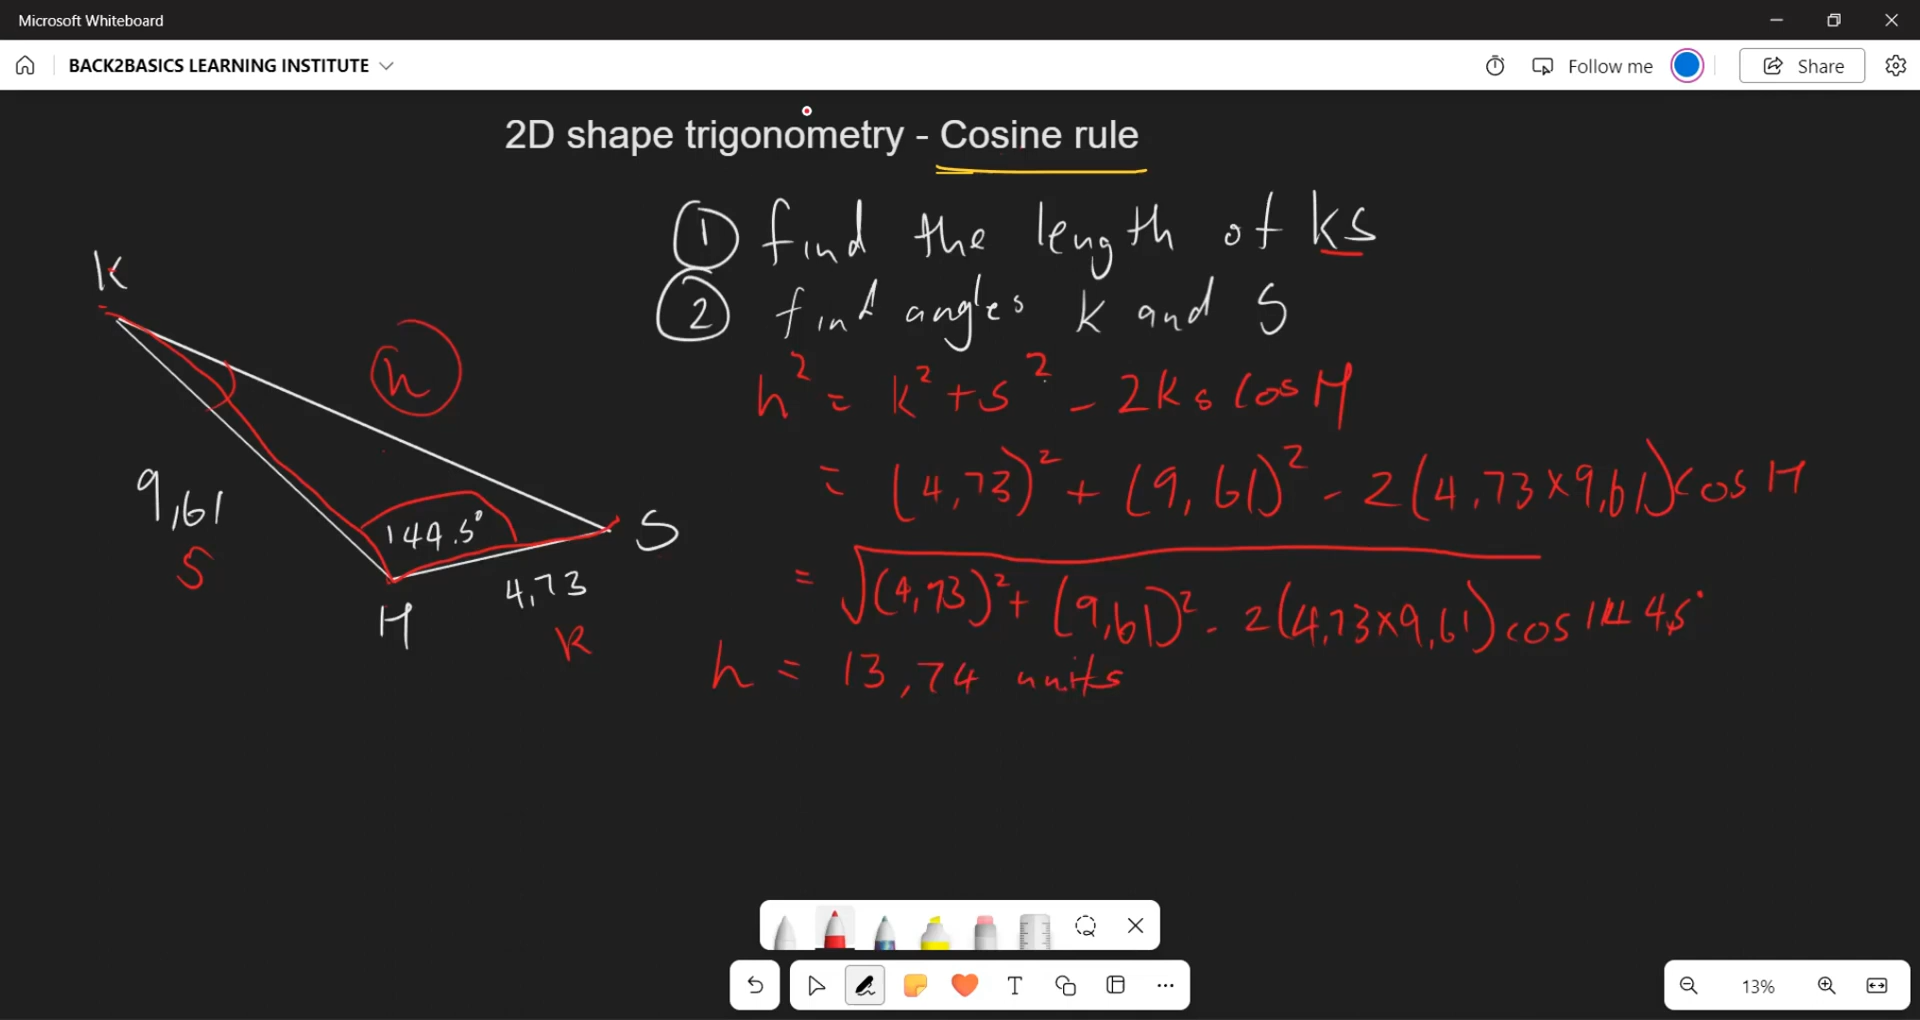 Microsoft Whiteboard
BACK2BASICS LEARNING INSTITUTE
Follow me
Share
2D shape trigonometry - Cosine rule
① find the length of ks
② find angles k and S
K
h
9,61
S
144.5°
S
4,73
H
k
h² = k² + s² - 2ks cos H
= (4,73)² + (9,61)² - 2(4,73×9,61) cos H
= √(4,73)² + (9,61)² - 2(4,73×9,61) cos 144,5°
h = 13,74 units
13%